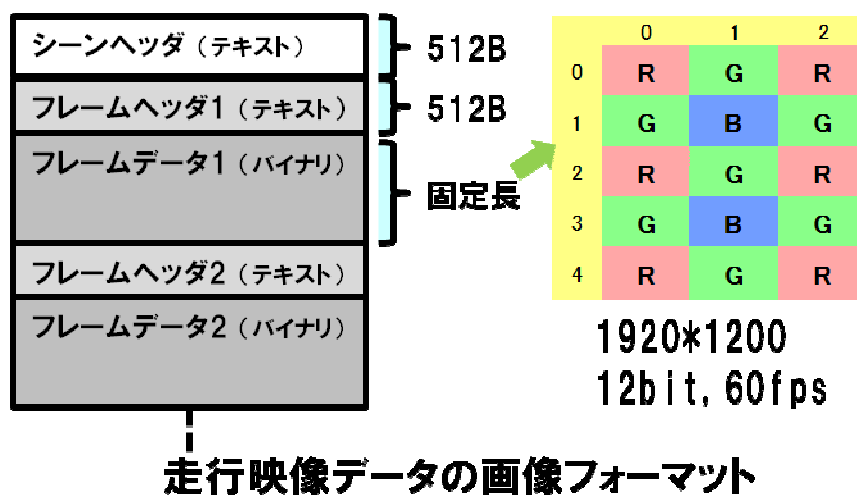 シーンヘッダ（テキスト）
512B
フレームヘッダ1（テキスト）
512B
フレームデータ1（バイナリ）
固定長
フレームヘッダ2（テキスト）
フレームデータ2（バイナリ）
0 1 2
0 R G R
1 G B G
2 R G R
3 G B G
4 R G R
1920*1200
12bit,60fps
走行映像データの画像フォーマット